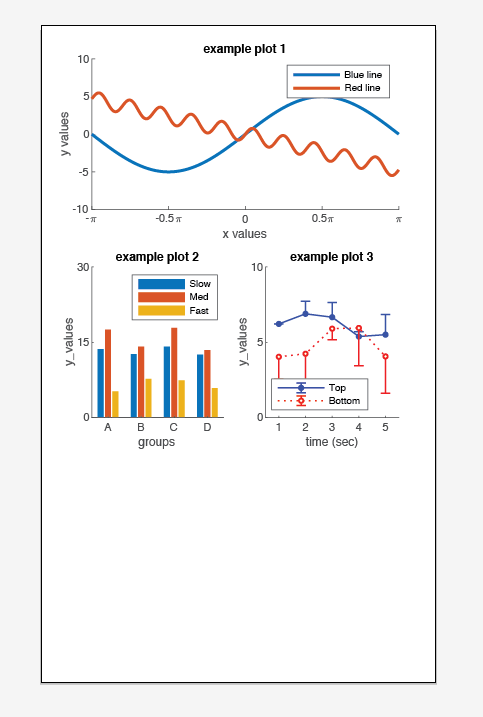 example plot 1
10
5
0
-5
-10
y values
Blue line
Red line
-π
-0.5π
0
0.5π
π
x values
example plot 2
30
15
0
y_values
Slow
Med
Fast
A
B
C
D
groups
example plot 3
10
5
0
y_values
Top
Bottom
1
2
3
4
5
time (sec)